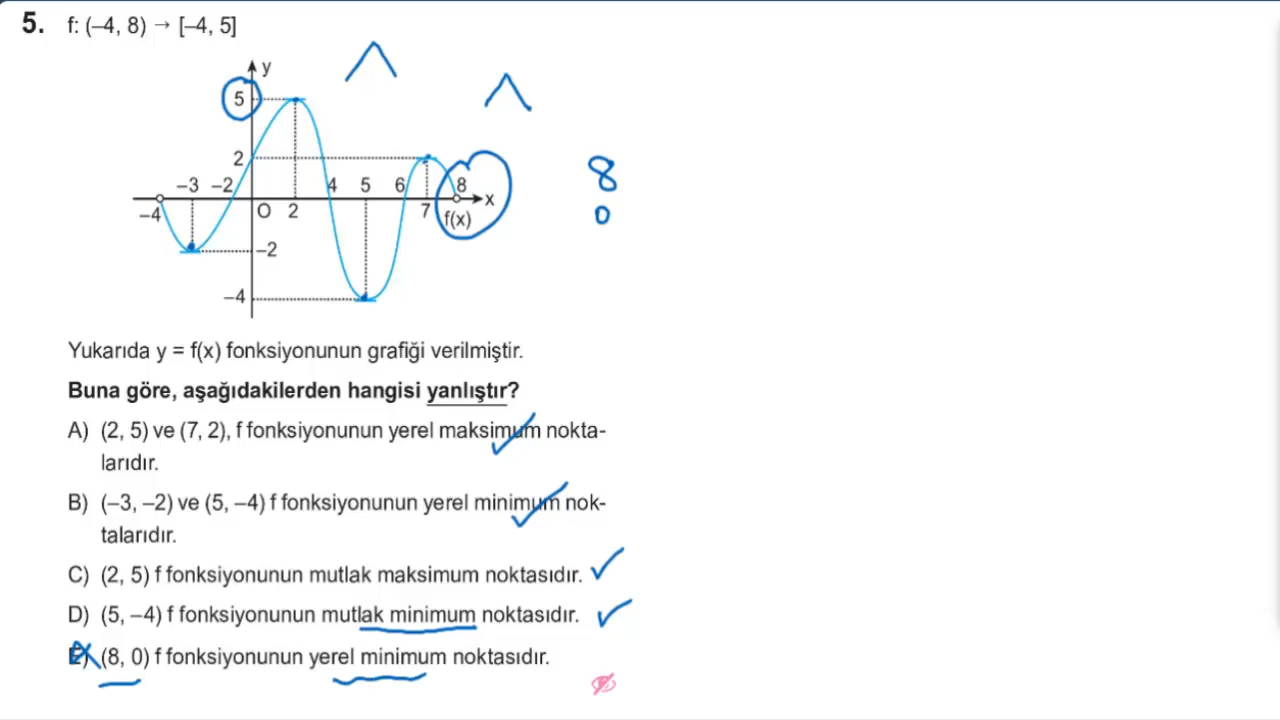 5. f: (–4, 8) → [–4, 5]
y
5
2
–3 –2 4 5 6 8
x
–4 O 2 7 f(x)
–2
–4
8
0
Yukarıda y = f(x) fonksiyonunun grafiği verilmiştir.
Buna göre, aşağıdakilerden hangisi yanlıştır?
A) (2, 5) ve (7, 2), f fonksiyonunun yerel maksimum nokta-
larıdır.
B) (–3, –2) ve (5, –4) f fonksiyonunun yerel minimum nok-
talarıdır.
C) (2, 5) f fonksiyonunun mutlak maksimum noktasıdır.
D) (5, –4) f fonksiyonunun mutlak minimum noktasıdır.
E) (8, 0) f fonksiyonunun yerel minimum noktasıdır.